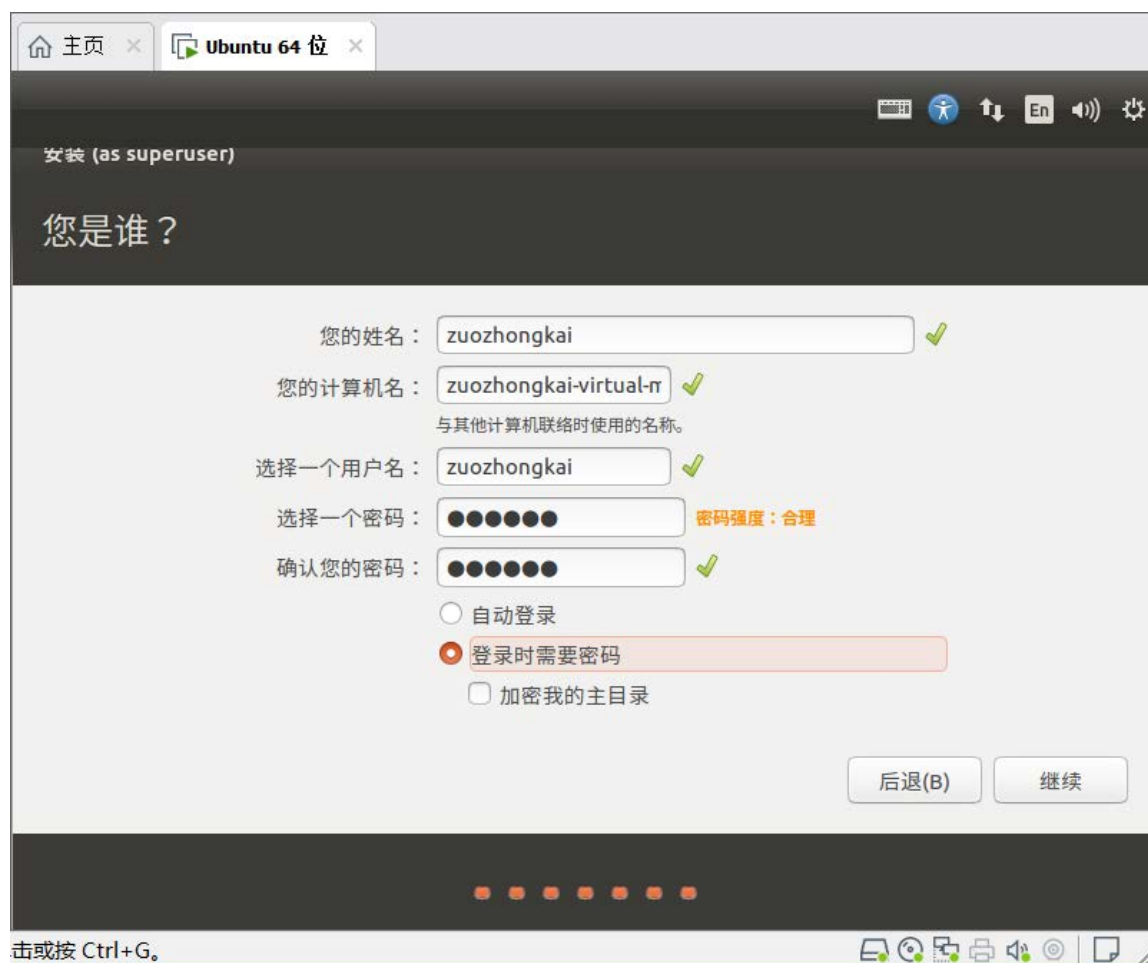 主页
Ubuntu 64 位
En
安装 (as superuser)
您是谁？
您的姓名： zuozhongkai
您的计算机名： zuozhongkai-virtual-m
与其他计算机联络时使用的名称。
选择一个用户名： zuozhongkai
选择一个密码： ●●●●●● 密码强度：合理
确认您的密码： ●●●●●●
自动登录
登录时需要密码
加密我的主目录
后退(B) 继续
击或按 Ctrl+G。